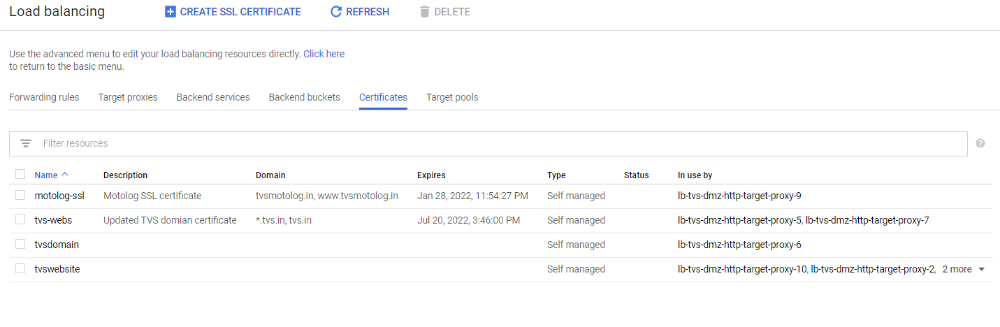 Load balancing CREATE SSL CERTIFICATE REFRESH DELETE
Use the advanced menu to edit your load balancing resources directly. Click here
to return to the basic menu.
Forwarding rules Target proxies Backend services Backend buckets Certificates Target pools
Filter resources ?
Name Description Domain Expires Type Status In use by
motolog-ssl Motolog SSL certificate tvsmotolog.in, www.tvsmotolog.in Jan 28, 2022, 11:54:27 PM Self managed lb-tvs-dmz-http-target-proxy-9
tvs-webs Updated TVS domian certificate *.tvs.in, tvs.in Jul 20, 2022, 3:46:00 PM Self managed lb-tvs-dmz-http-target-proxy-5, lb-tvs-dmz-http-target-proxy-7
tvsdomain Self managed lb-tvs-dmz-http-target-proxy-6
tvswebsite Self managed lb-tvs-dmz-http-target-proxy-10, lb-tvs-dmz-http-target-proxy-2, 2 more